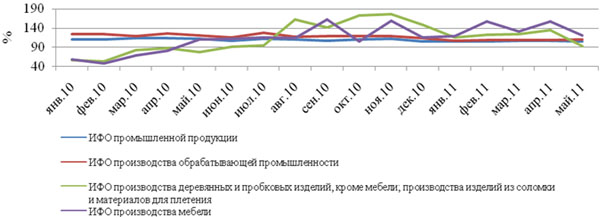 190
140
90
40
%
янв.10
фев.10
мар.10
апр.10
май.10
июн.10
июл.10
авг.10
сен.10
окт.10
ноя.10
дек.10
янв.11
фев.11
мар.11
апр.11
май.11
ИФО промышленной продукции
ИФО производства обрабатывающей промышленности
ИФО производства деревянных и пробковых изделий, кроме мебели; производства изделий из соломки
и материалов для плетения
ИФО производства мебели